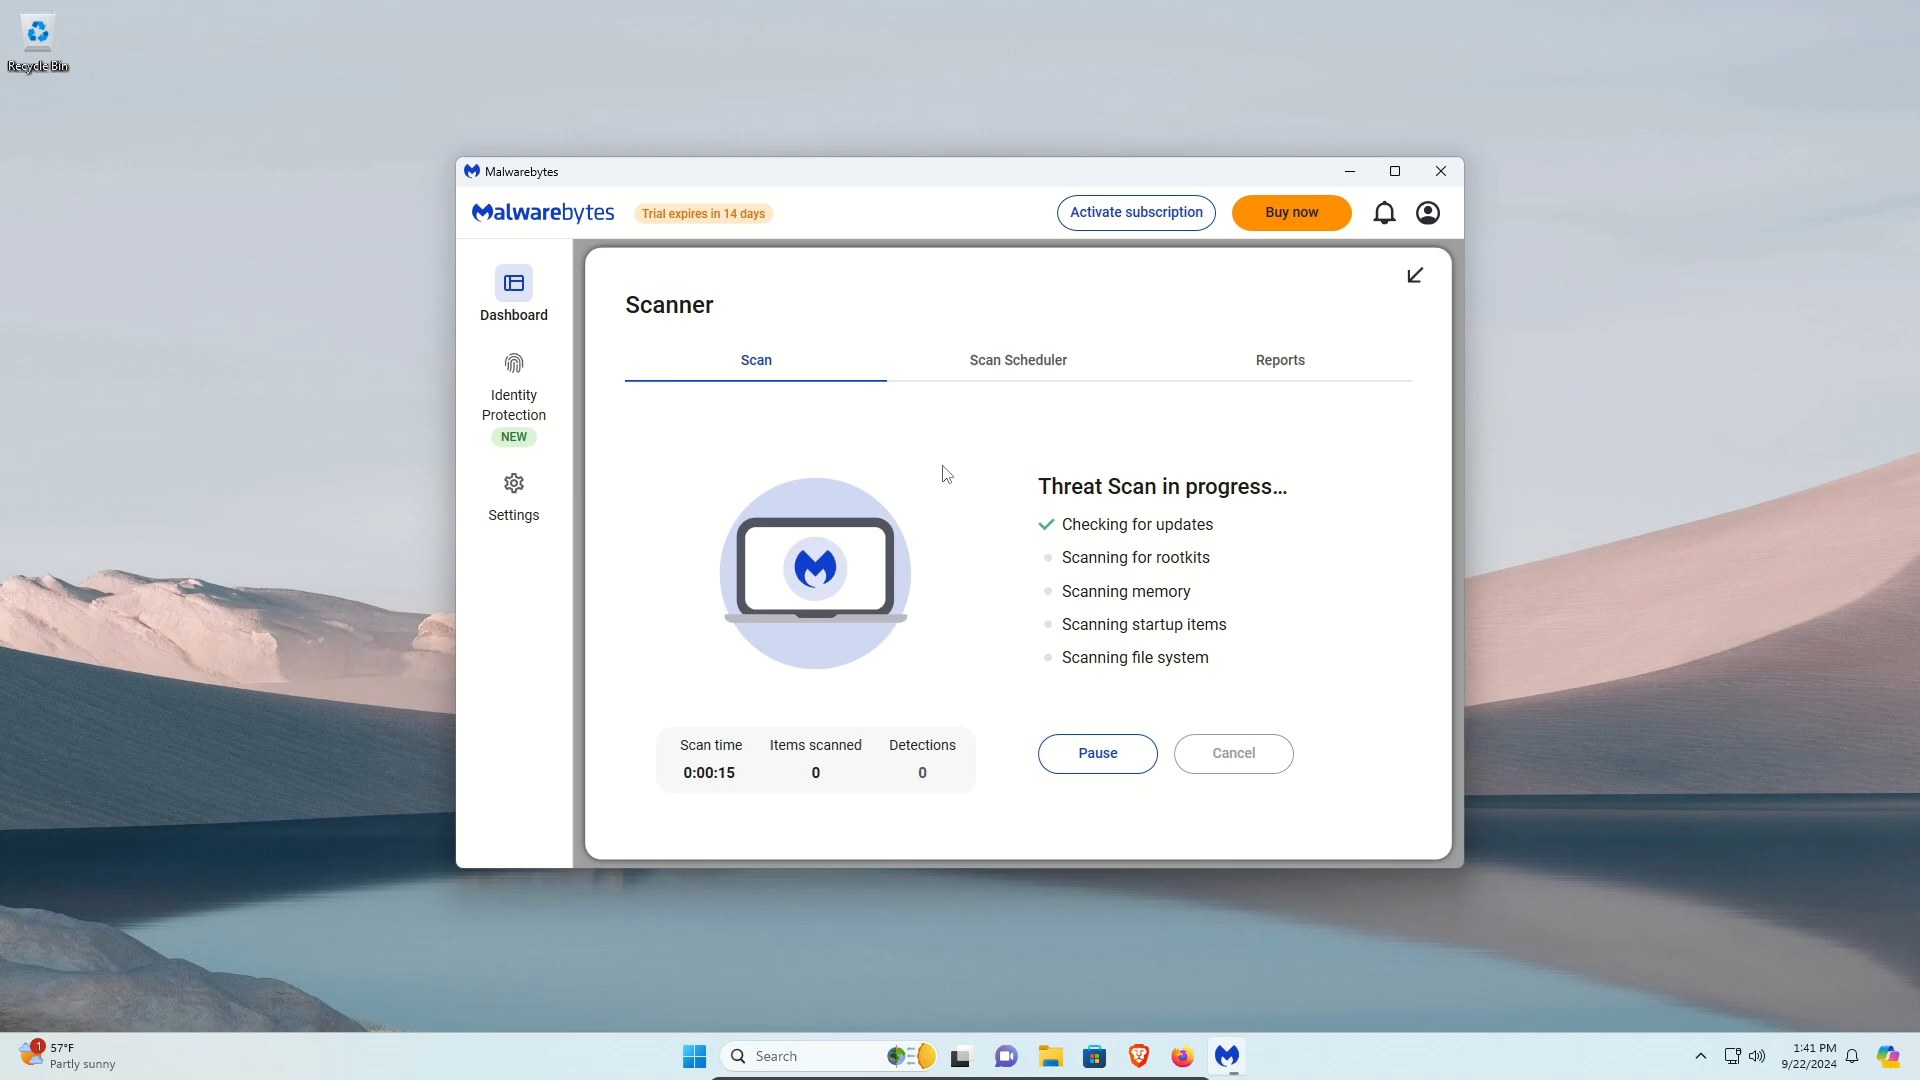 Recycle Bin
Malwarebytes
Malwarebytes
Trial expires in 14 days
Activate subscription
Buy now
Dashboard
Identity
Protection
NEW
Settings
Scanner
Scan
Scan Scheduler
Reports
Threat Scan in progress...
Checking for updates
Scanning for rootkits
Scanning memory
Scanning startup items
Scanning file system
Scan time
Items scanned
Detections
0:00:15
0
0
Pause
Cancel
1
57°F
Partly sunny
Search
1:41 PM
9/22/2024